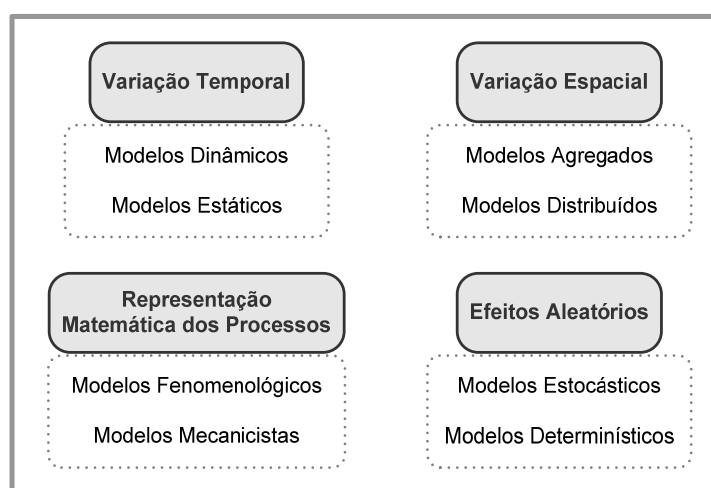 Variação Temporal
Modelos Dinâmicos
Modelos Estáticos
Variação Espacial
Modelos Agregados
Modelos Distribuídos
Representação
Matemática dos Processos
Modelos Fenomenológicos
Modelos Mecanicistas
Efeitos Aleatórios
Modelos Estocásticos
Modelos Determinísticos